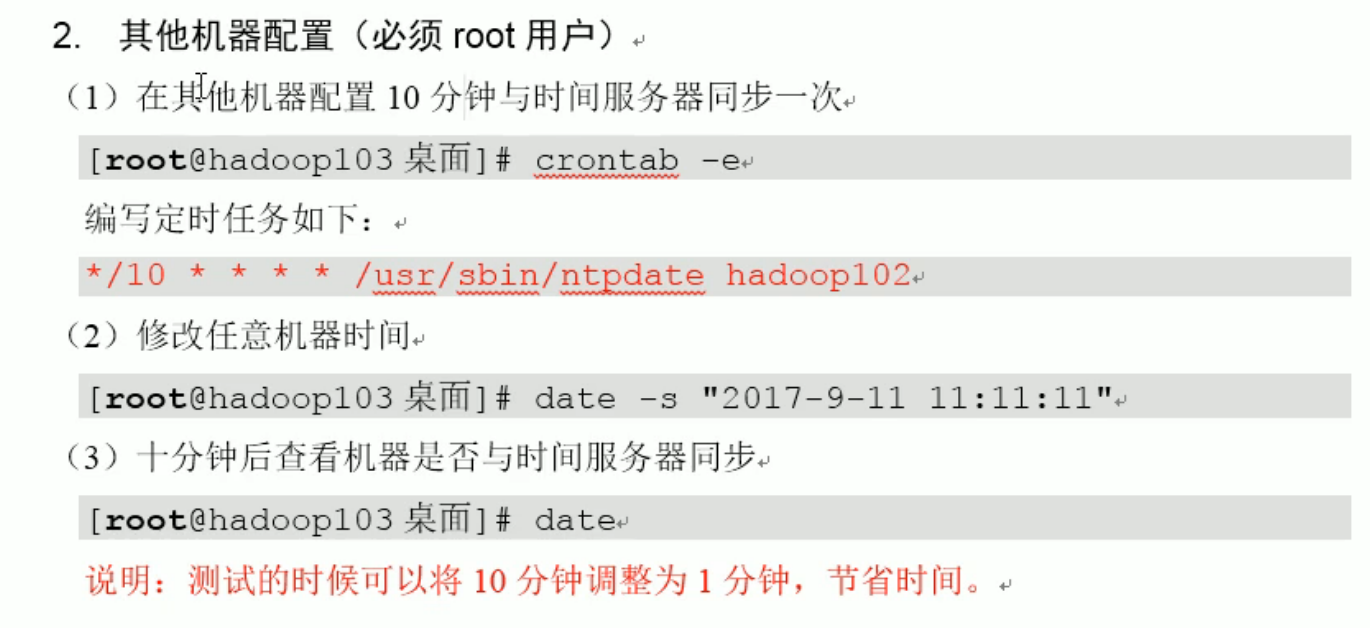 2. 其他机器配置（必须 root 用户）
（1）在其他机器配置 10 分钟与时间服务器同步一次
[root@hadoop103 桌面]# crontab -e
编写定时任务如下：
*/10 * * * * /usr/sbin/ntpdate hadoop102
（2）修改任意机器时间
[root@hadoop103 桌面]# date -s "2017-9-11 11:11:11"
（3）十分钟后查看机器是否与时间服务器同步
[root@hadoop103 桌面]# date
说明：测试的时候可以将 10 分钟调整为 1 分钟，节省时间。